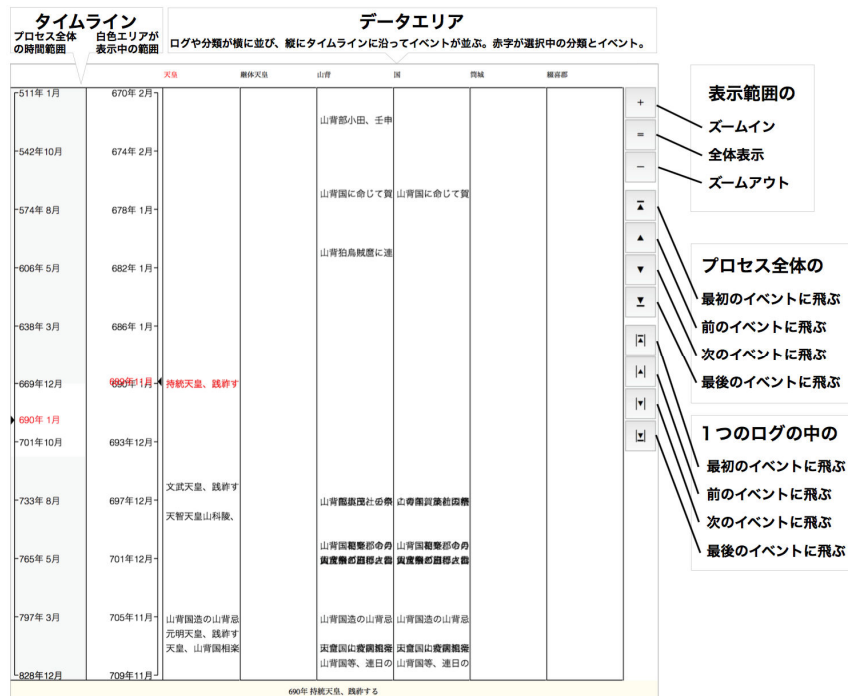 タイムライン
プロセス全体
の時間範囲
白色エリアが
表示中の範囲
データエリア
ログや分類が横に並び、縦にタイムラインに沿ってイベントが並ぶ。赤字が選択中の分類とイベント。
天皇 継体天皇 山背 国 筒城 綴喜郡
511年 1月 670年 2月
山背部小田、壬申
542年10月 674年 2月
山背国に命じて賀 山背国に命じて賀
574年 8月 678年 1月
山背狛烏賊麿に連
606年 5月 682年 1月
638年 3月 686年 1月
669年12月 持統天皇、践祚す
690年 1月
701年10月 693年12月
文武天皇、践祚す
733年 8月 697年12月
天智天皇山科陵、
765年 5月 701年12月
797年 3月 705年11月 山背国造の山背忌 山背国造の山背忌 山背国造の山背忌
元明天皇、践祚す
天皇、山背国相楽
山背国等、連日の 山背国等、連日の
828年12月 709年11月
690年 持統天皇、践祚する
+
=
−
表示範囲の
ズームイン
全体表示
ズームアウト
プロセス全体の
最初のイベントに飛ぶ
前のイベントに飛ぶ
次のイベントに飛ぶ
最後のイベントに飛ぶ
1つのログの中の
最初のイベントに飛ぶ
前のイベントに飛ぶ
次のイベントに飛ぶ
最後のイベントに飛ぶ